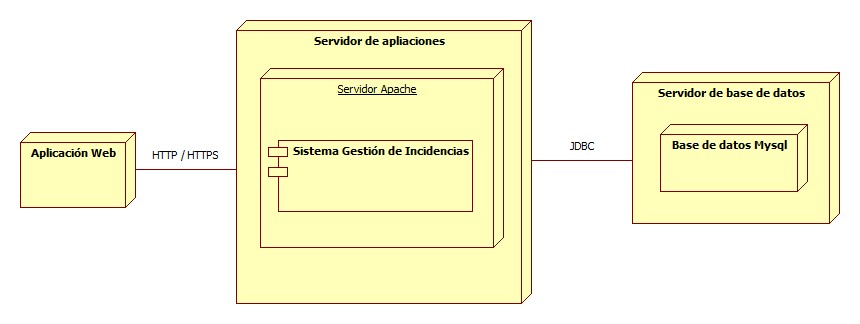 Servidor de apliaciones
Servidor Apache
Sistema Gestión de Incidencias
Aplicación Web
HTTP / HTTPS
JDBC
Servidor de base de datos
Base de datos Mysql